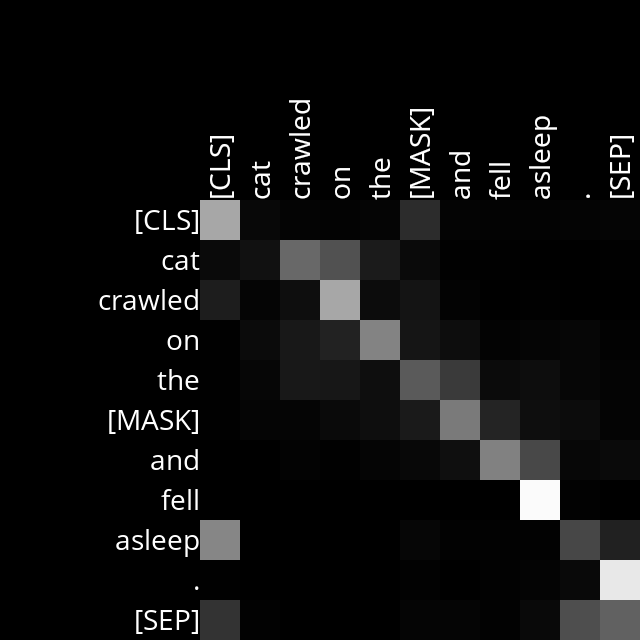 [CLS] cat crawled on the [MASK] and fell asleep . [SEP]
[CLS]
cat
crawled
on
the
[MASK]
and
fell
asleep
.
[SEP]